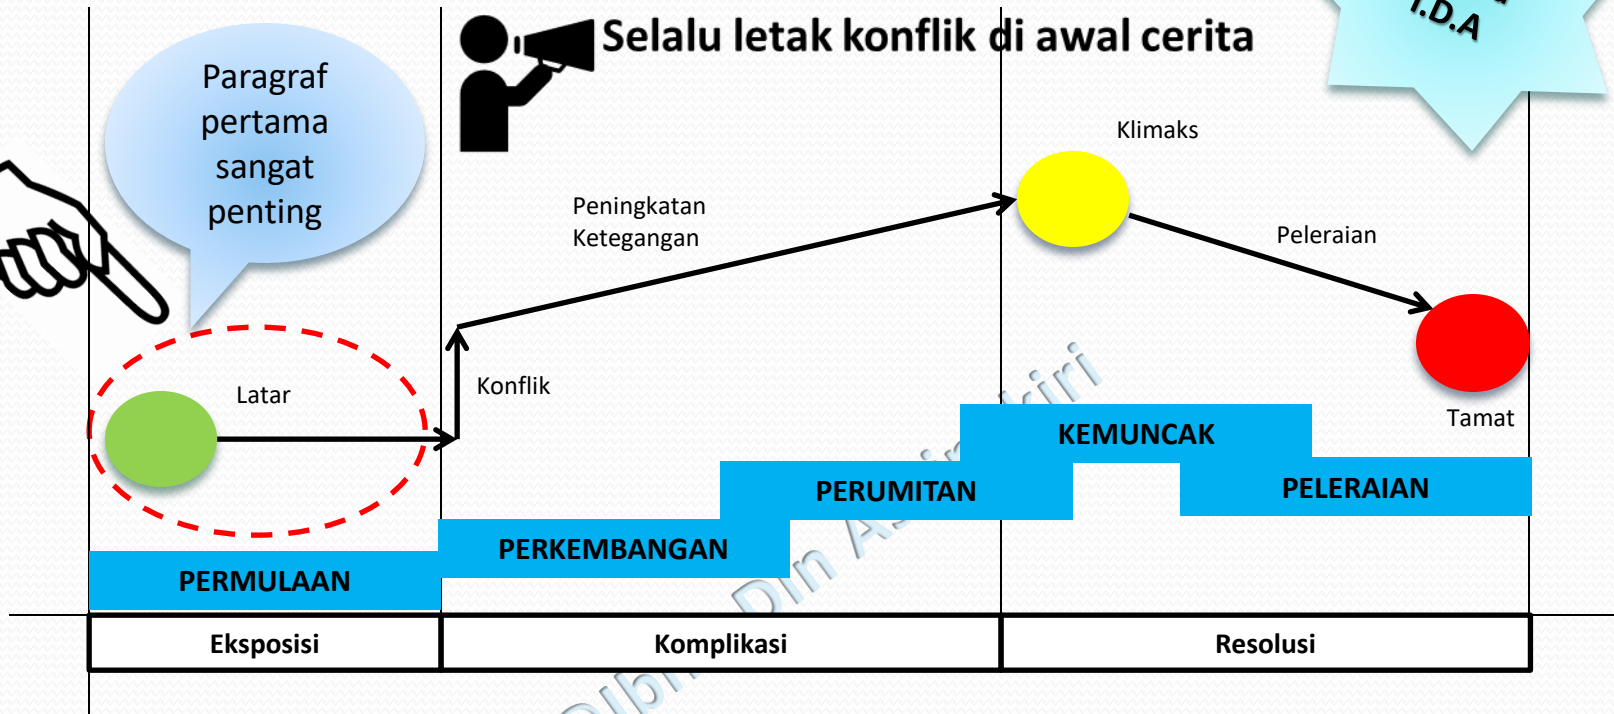 Selalu letak konflik di awal cerita
I.D.A
Paragraf
pertama
sangat
penting
Klimaks
Peningkatan
Ketegangan
Peleraian
Latar
Konflik
Tamat
KEMUNCAK
PERUMITAN
PELERAIAN
PERKEMBANGAN
PERMULAAN
Eksposisi
Komplikasi
Resolusi